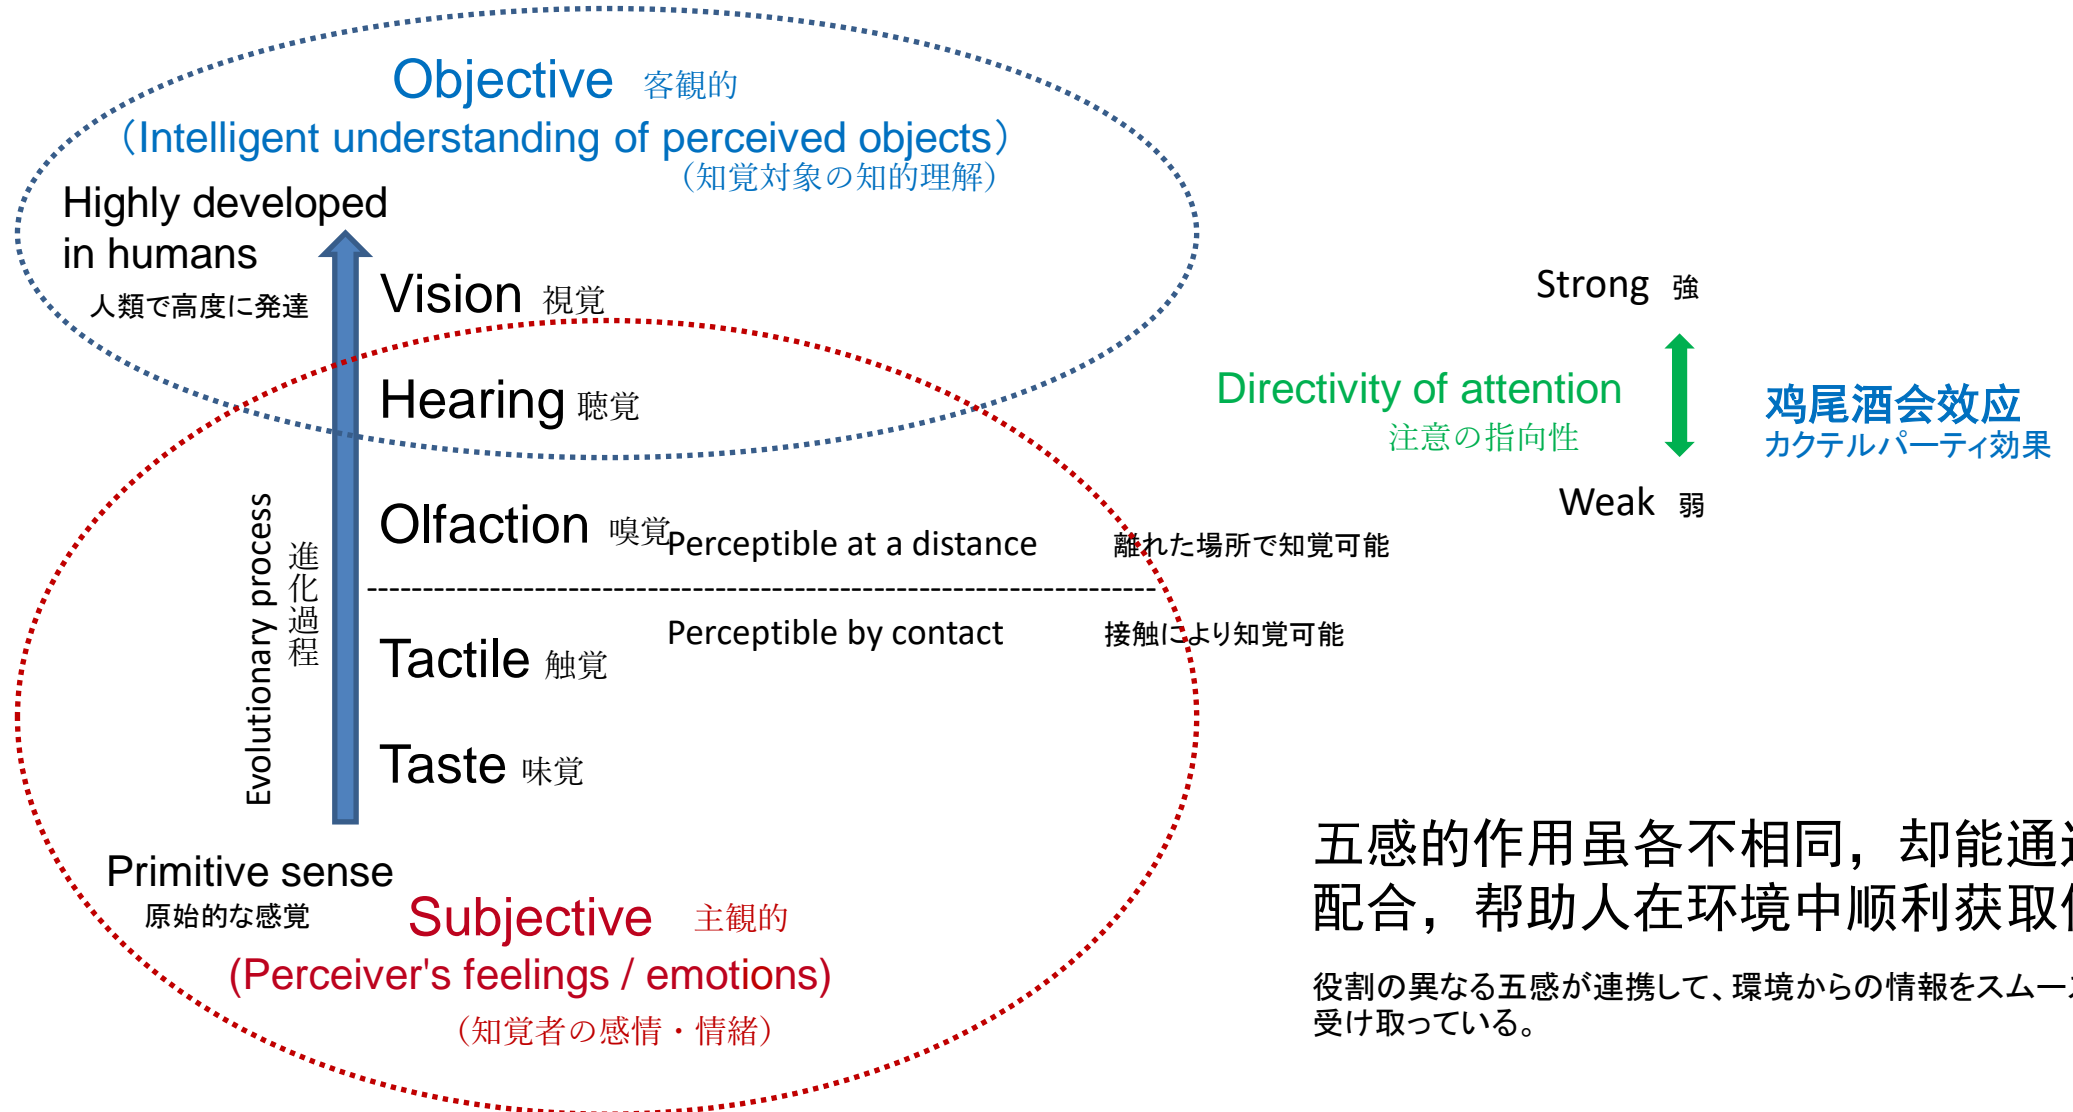 Objective 客観的
（Intelligent understanding of perceived objects）
（知覚対象の知的理解）
Highly developed
in humans
人類で高度に発達
Vision 視覚
Hearing 聴覚
Olfaction 嗅覚
Perceptible at a distance 離れた場所で知覚可能
Perceptible by contact 接触により知覚可能
Tactile 触覚
Taste 味覚
Evolutionary process
進化過程
Primitive sense
原始的な感覚
Subjective 主観的
(Perceiver's feelings / emotions)
（知覚者の感情・情緒）
Strong 強
Directivity of attention
注意の指向性
Weak 弱
鸡尾酒会效应
カクテルパーティ効果
五感的作用虽各不相同，却能通
配合，帮助人在环境中顺利获取
役割の異なる五感が連携して、環境からの情報をスムー
受け取っている。